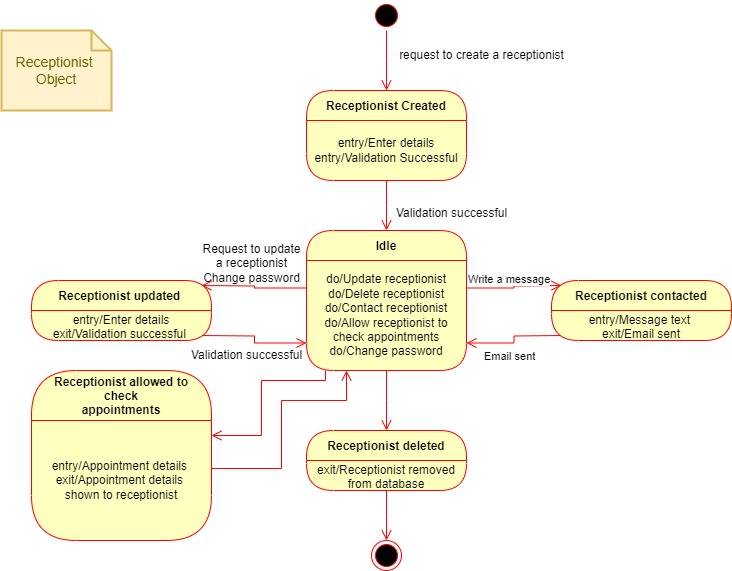 Receptionist
Object
request to create a receptionist
Receptionist Created
entry/Enter details
entry/Validation Successful
Validation successful
Idle
do/Update receptionist
do/Delete receptionist
do/Contact receptionist
do/Allow receptionist to
check appointments
do/Change password
Request to update
a receptionist
Change password
Receptionist updated
entry/Enter details
exit/Validation successful
Validation successful
Write a message
Receptionist contacted
entry/Message text
exit/Email sent
Email sent
Receptionist allowed to
check
appointments
entry/Appointment details
exit/Appointment details
shown to receptionist
Receptionist deleted
exit/Receptionist removed
from database